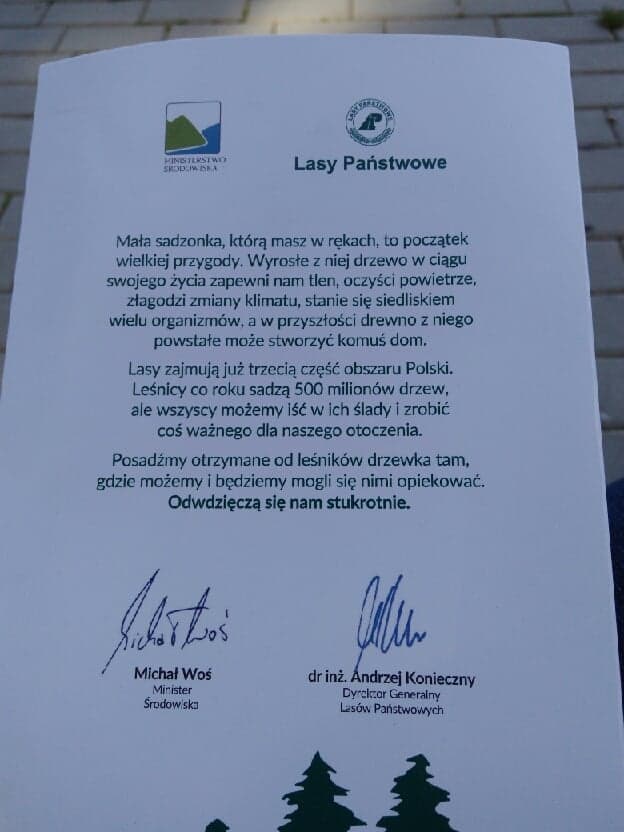 MINISTERSTWO
ŚRODOWISKA
LASY PAŃSTWOWE
Lasy Państwowe
Mała sadzonka, którą masz w rękach, to początek
wielkiej przygody. Wyrosłe z niej drzewo w ciągu
swojego życia zapewni nam tlen, oczyści powietrze,
złagodzi zmiany klimatu, stanie się siedliskiem
wielu organizmów, a w przyszłości drewno z niego
powstałe może stworzyć komuś dom.
Lasy zajmują już trzecią część obszaru Polski.
Leśnicy co roku sadzą 500 milionów drzew,
ale wszyscy możemy iść w ich ślady i zrobić
coś ważnego dla naszego otoczenia.
Posadźmy otrzymane od leśników drzewka tam,
gdzie możemy i będziemy mogli się nimi opiekować.
Odwdzięczą się nam stukrotnie.
Michał Woś
Michał Woś
Minister
Środowiska
dr inż. Andrzej Konieczny
Dyrektor Generalny
Lasów Państwowych